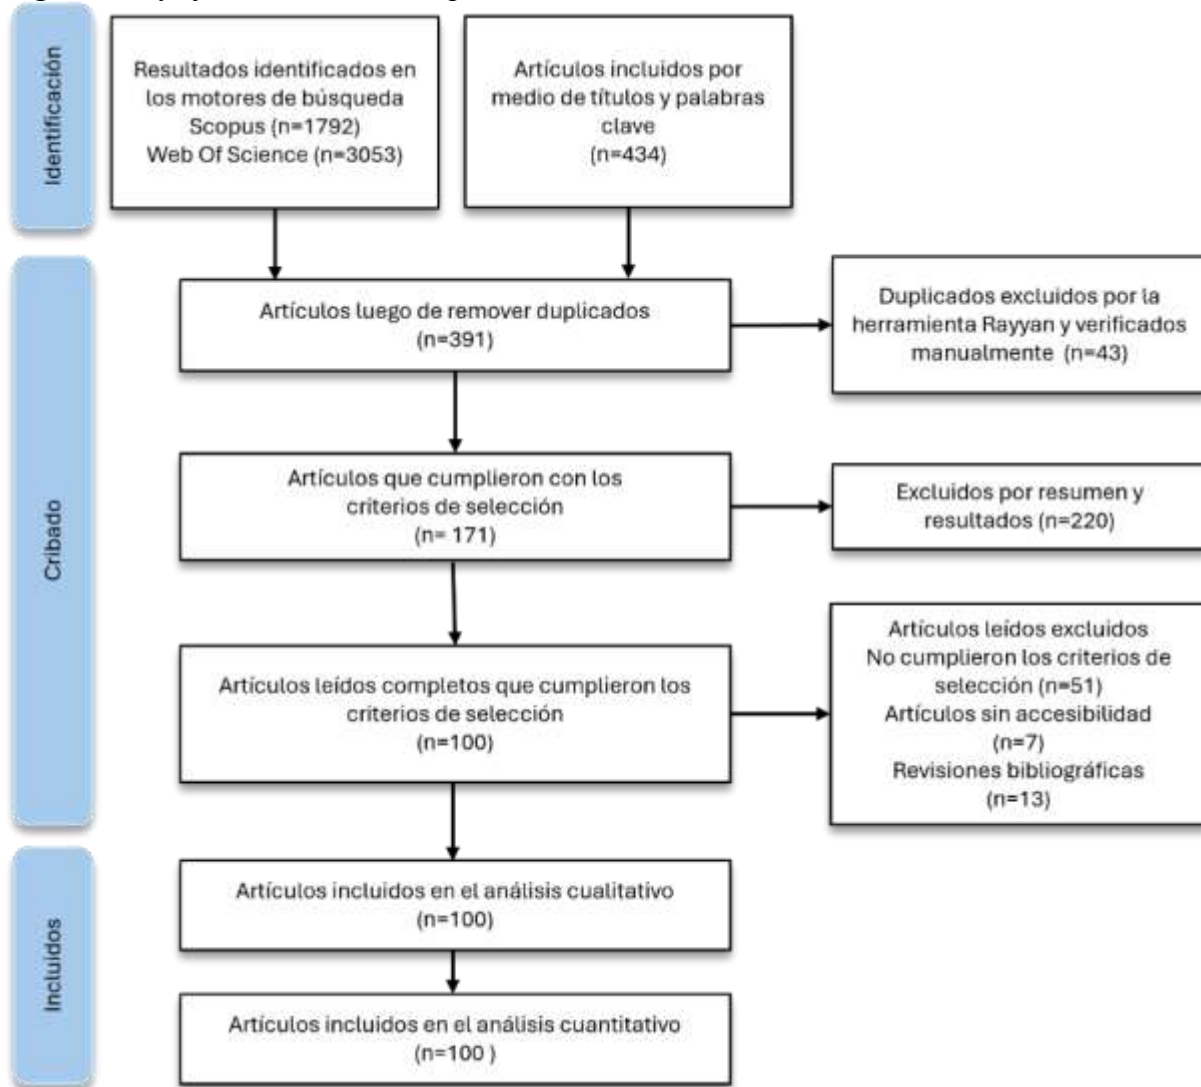 Identificación
Resultados identificados en
los motores de búsqueda
Scopus (n=1792)
Web Of Science (n=3053)
Artículos incluidos por
medio de títulos y palabras
clave
(n=434)
Cribado
Artículos luego de remover duplicados
(n=391)
Duplicados excluidos por la
herramienta Rayyan y verificados
manualmente (n=43)
Artículos que cumplieron con los
criterios de selección
(n= 171)
Excluidos por resumen y
resultados (n=220)
Artículos leídos completos que cumplieron los
criterios de selección
(n=100)
Artículos leídos excluidos
No cumplieron los criterios de
selección (n=51)
Artículos sin accesibilidad
(n=7)
Revisiones bibliográficas
(n=13)
Incluidos
Artículos incluidos en el análisis cualitativo
(n=100)
Artículos incluidos en el análisis cuantitativo
(n=100 )